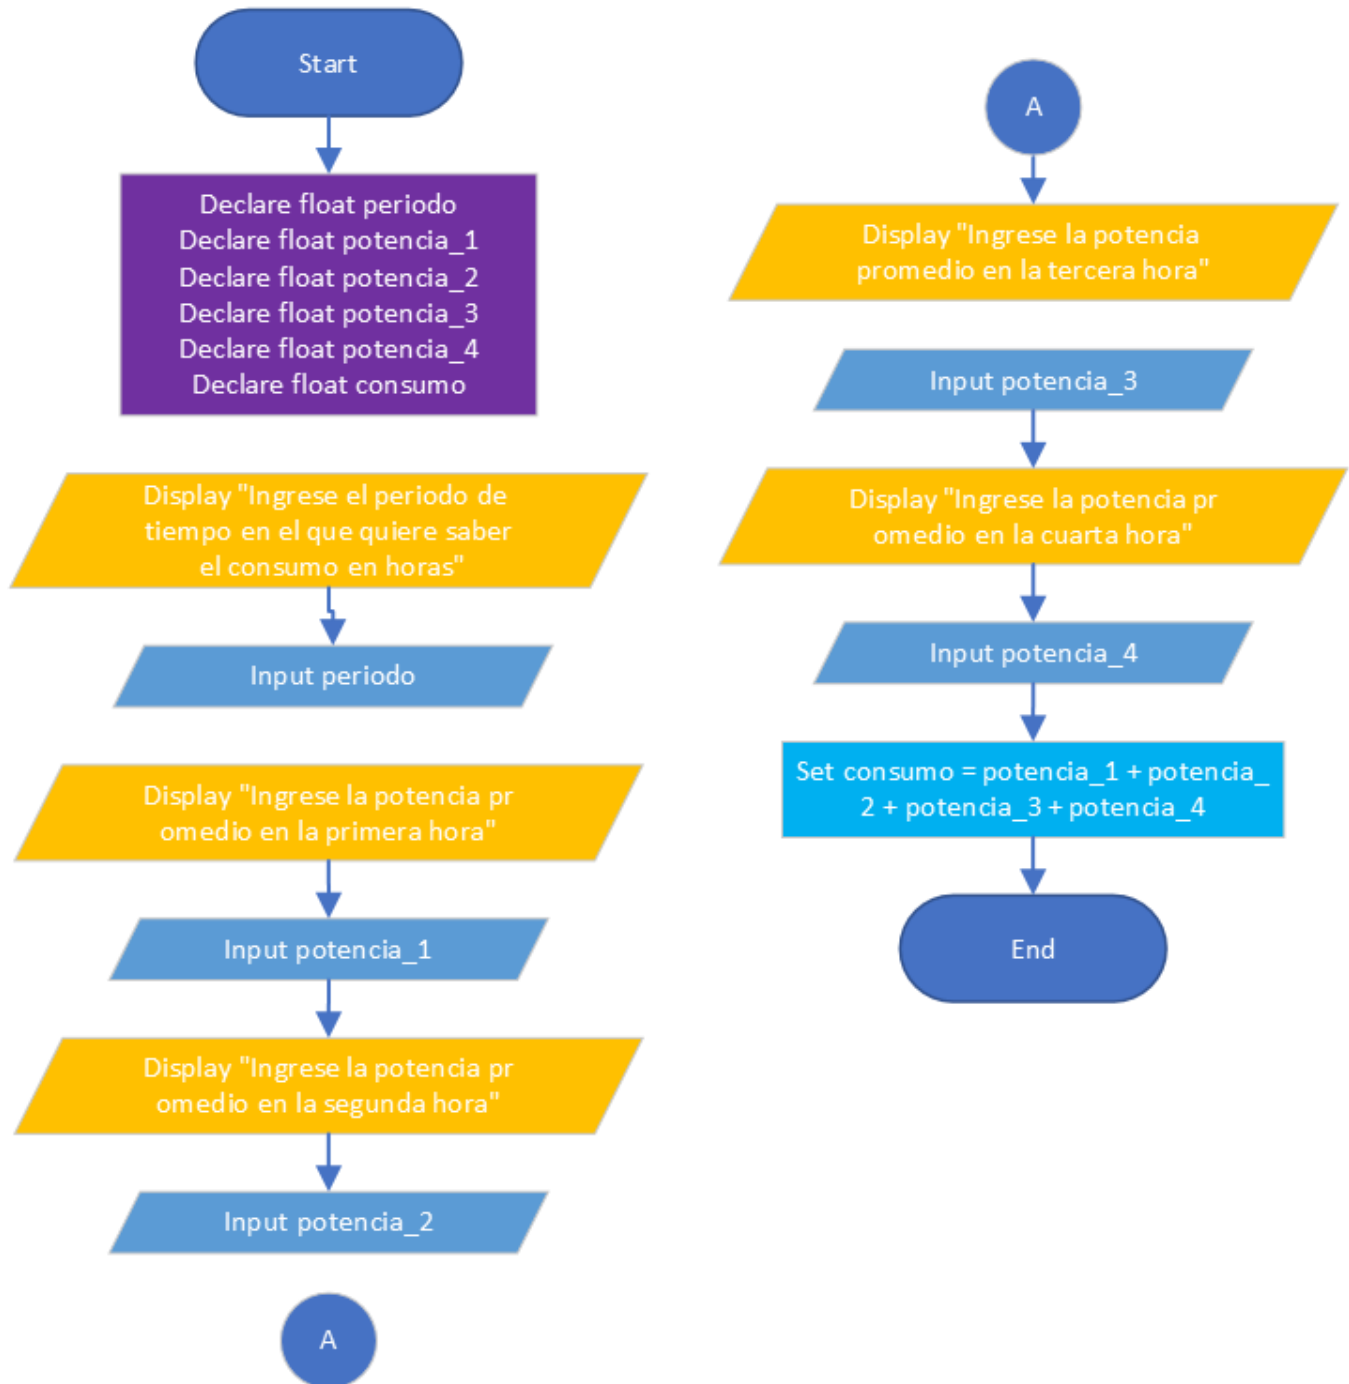 Start
Declare float periodo
Declare float potencia_1
Declare float potencia_2
Declare float potencia_3
Declare float potencia_4
Declare float consumo
Display "Ingrese el periodo de
tiempo en el que quiere saber
el consumo en horas"
Input periodo
Display "Ingrese la potencia pr
omedio en la primera hora"
Input potencia_1
Display "Ingrese la potencia pr
omedio en la segunda hora"
Input potencia_2
A
A
Display "Ingrese la potencia
promedio en la tercera hora"
Input potencia_3
Display "Ingrese la potencia pr
omedio en la cuarta hora"
Input potencia_4
Set consumo = potencia_1 + potencia_
2 + potencia_3 + potencia_4
End